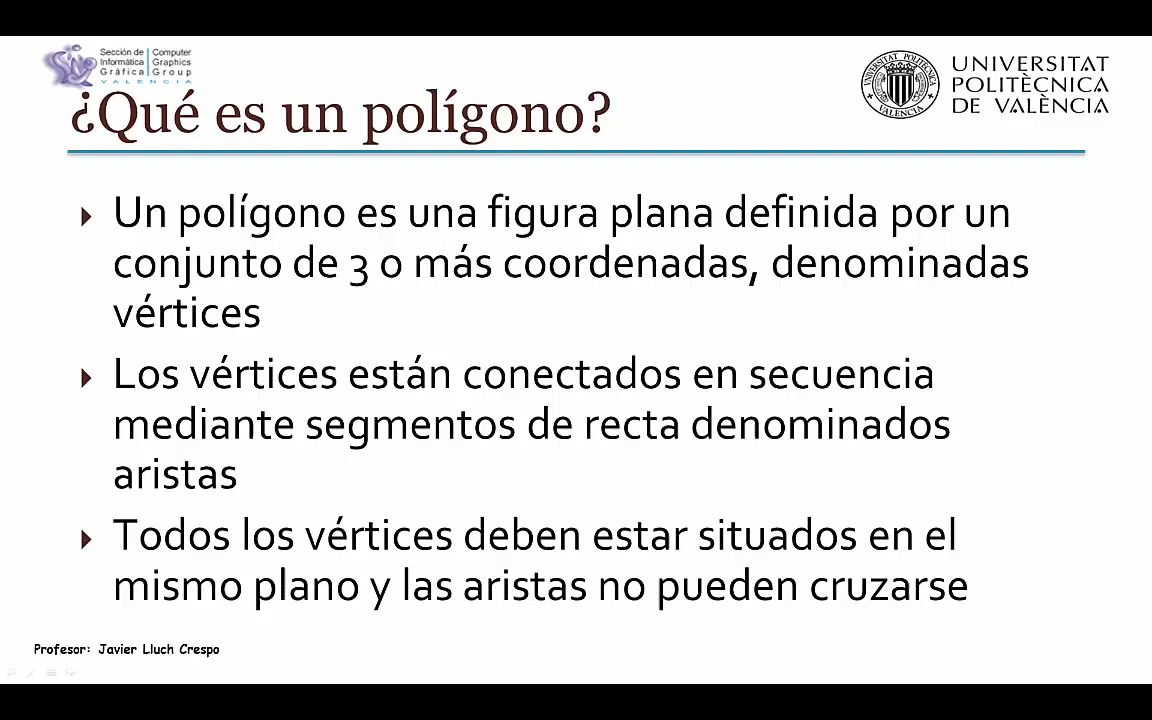 Sección de | Computer
Informática | Graphics
Gráfica | Group
VALENCIA
UNIVERSITAT
POLITÈCNICA
DE VALÈNCIA
¿Qué es un polígono?
Un polígono es una figura plana definida por un
conjunto de 3 o más coordenadas, denominadas
vértices
Los vértices están conectados en secuencia
mediante segmentos de recta denominados
aristas
Todos los vértices deben estar situados en el
mismo plano y las aristas no pueden cruzarse
Profesor: Javier Lluch Crespo